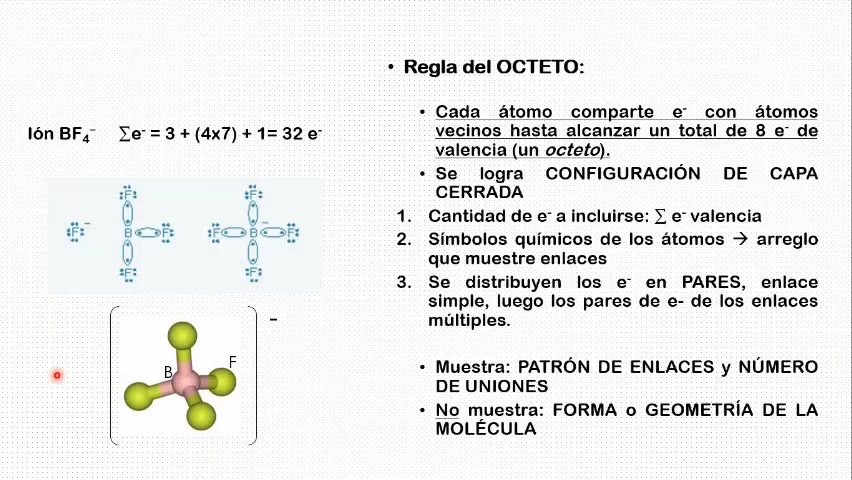 • Regla del OCTETO:
Ión BF₄⁻ ∑e⁻ = 3 + (4x7) + 1= 32 e⁻
• Cada átomo comparte e⁻ con átomos
vecinos hasta alcanzar un total de 8 e⁻ de
valencia (un octeto).
• Se logra CONFIGURACIÓN DE CAPA
CERRADA
1. Cantidad de e⁻ a incluirse: ∑ e⁻ valencia
2. Símbolos químicos de los átomos → arreglo
que muestre enlaces
3. Se distribuyen los e⁻ en PARES, enlace
simple, luego los pares de e- de los enlaces
múltiples.
• Muestra: PATRÓN DE ENLACES y NÚMERO
DE UNIONES
• No muestra: FORMA o GEOMETRÍA DE LA
MOLÉCULA
F F
F⁻ B F F B⁻ F
F F
B F
−